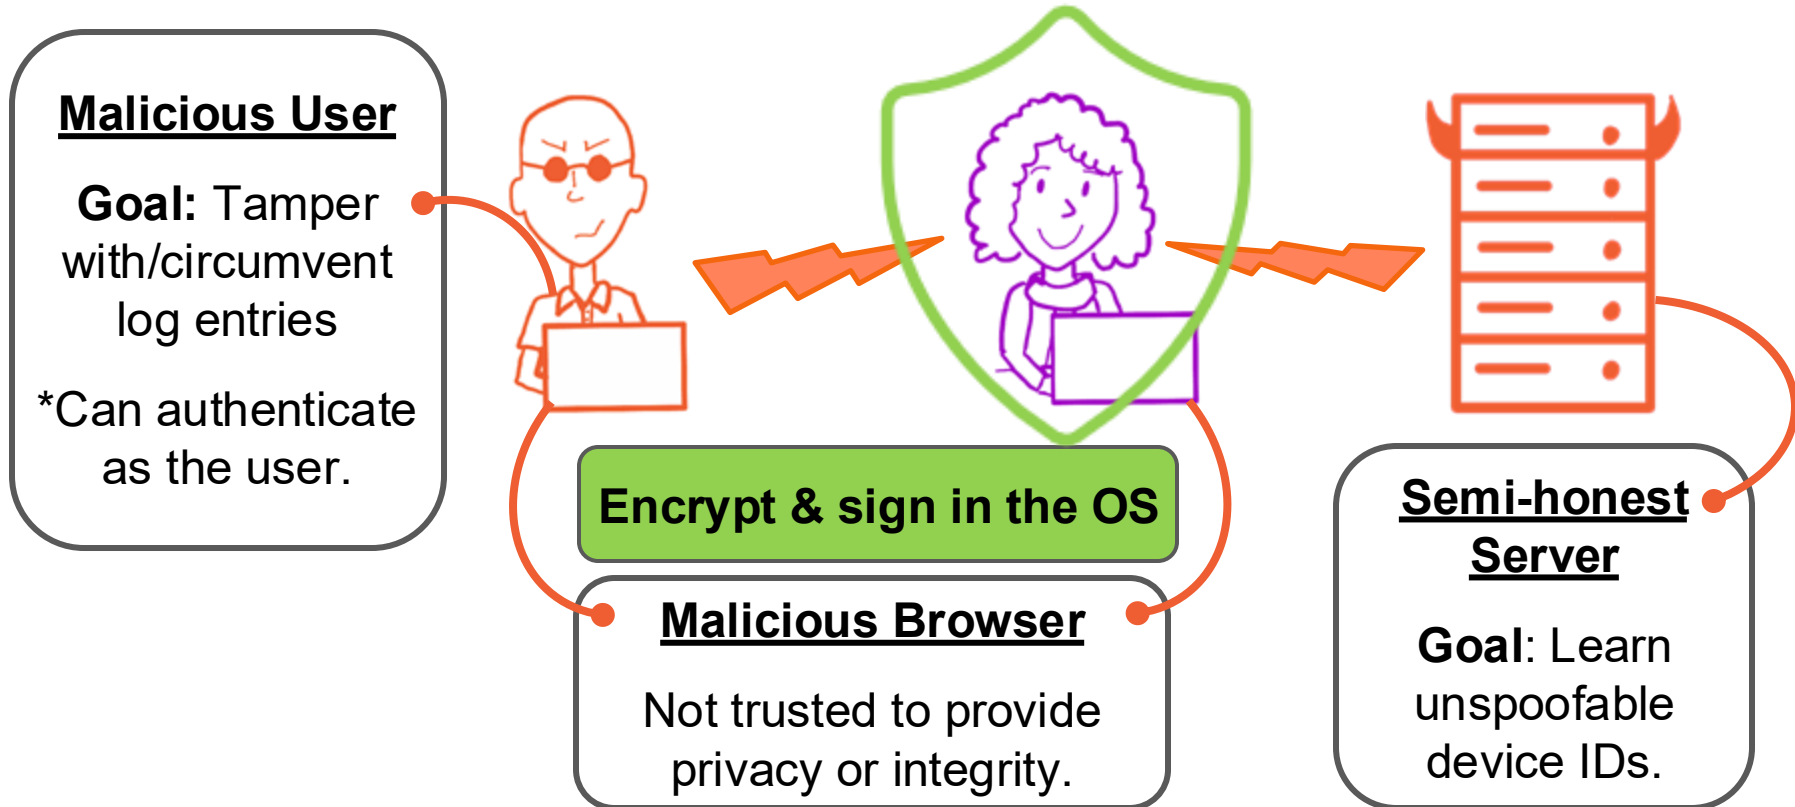 Malicious User
Goal: Tamper
with/circumvent
log entries
*Can authenticate
as the user.
Encrypt & sign in the OS
Malicious Browser
Not trusted to provide
privacy or integrity.
Semi-honest
Server
Goal: Learn
unspoofable
device IDs.